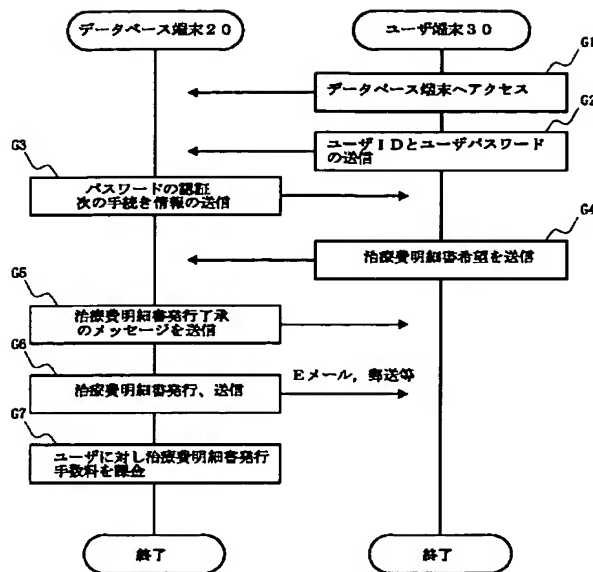 データベース端末20
ユーザ端末30
G1
データベース端末へアクセス
G2
ユーザIDとユーザパスワード
の送信
G3
パスワードの認証
次の手続き情報の送信
G4
治療費明細書希望を送信
G5
治療費明細書発行了承
のメッセージを送信
G6
治療費明細書発行、送信
Eメール，郵送等
G7
ユーザに対し治療費明細書発行
手数料を課金
終了
終了